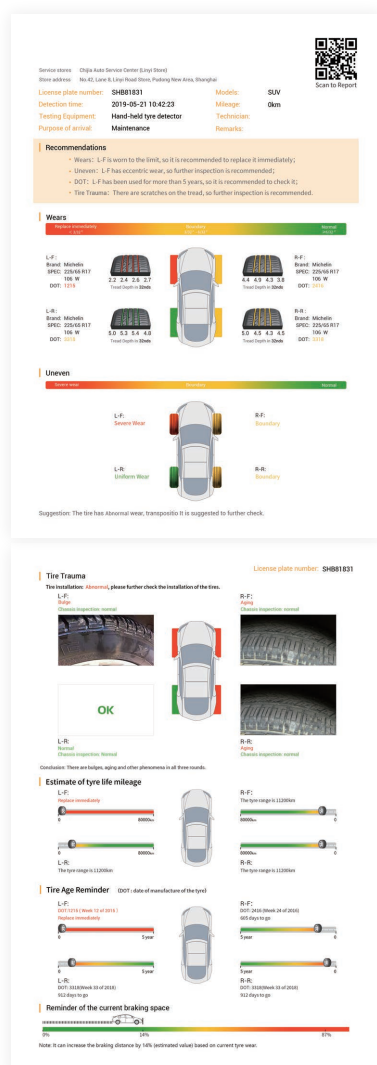 Scan to Report
Service stores Chijia Auto Service Center (Linyi Store)
Store address No.42, Lane 8, Linyi Road Store, Pudong New Area, Shanghai
License plate number: SHB81831 Models: SUV
Detection time: 2019-05-21 10:42:23 Mileage: 0km
Testing Equipment: Hand-held tyre detector Technician:
Purpose of arrival: Maintenance Remarks:
Recommendations
- Wears: L-F is worn to the limit, so it is recommended to replace it immediately;
- Uneven: L-F has eccentric wear, so further inspection is recommended;
- DOT: L-F has been used for more than 5 years, so it is recommended to check it;
- Tire Trauma: There are scratches on the tread, so further inspection is recommended.
Wears
Replace immediately Boundary Normal
L-F: R-F:
Brand: Michelin Brand: Michelin
SPEC: 225/65 R17 SPEC: 225/65 R17
106 W 106 W
DOT: 1215 DOT: 2416
2.2 2.4 2.6 2.7 4.4 4.9 4.3 3.8
Tread Depth in 32nds Tread Depth in 32nds
L-R: R-R:
Brand: Michelin Brand: Michelin
SPEC: 225/65 R17 SPEC: 225/65 R17
106 W 106 W
DOT: 3318 DOT: 3318
5.0 5.3 5.4 4.8 5.0 4.5 4.3 4.5
Tread Depth in 32nds Tread Depth in 32nds
Uneven
Severe wear Boundary Normal
L-F: R-F:
Severe Wear Boundary
L-R: R-R:
Uniform Wear Boundary
Suggestion: The tire has Abnormal wear, transpositio It is suggested to further check.
License plate number: SHB81831
Tire Trauma
Tire Installation: Abnormal, please further check the installation of the tires.
L-F: R-F:
Bulge Aging
Chassis inspection: normal Chassis inspection: normal
OK
L-R: R-R:
Normal Aging
Chassis inspection: Normal Chassis inspection: normal
Conclusion: There are bulges, aging and other phenomena in all three rounds.
Estimate of tyre life mileage
L-F: R-F:
Replace immediately The tyre range is 11200km
0 80000km 80000km 0
0 80000km 80000km 0
L-R: R-R:
The tyre range is 11200km The tyre range is 11200km
Tire Age Reminder (DOT : date of manufacture of the tyre)
L-F: R-F:
DOT:1215 ( Week 12 of 2015 ) DOT: 2416 (Week 24 of 2016)
Replace immediately 605 days to go
0 5 year 5 year 0
0 5 year 5 year 0
L-R: R-R:
DOT: 3318(Week 33 of 2018) DOT: 3318(Week 33 of 2018)
912 days to go 912 days to go
Reminder of the current braking space
0% 14% 87%
Note: It can increase the braking distance by 14% (estimated value) based on current tyre wear.